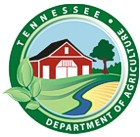 TENNESSEE
DEPARTMENT OF AGRICULTURE